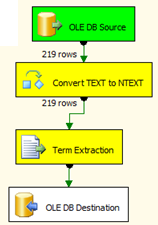 OLE DB Source
219 rows
Convert TEXT to NTEXT
219 rows
Term Extraction
OLE DB Destination